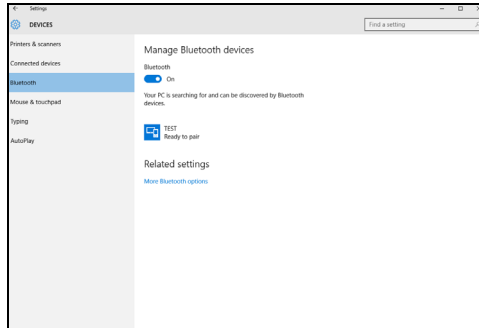 Settings
DEVICES
Find a setting
Printers & scanners
Connected devices
Bluetooth
Mouse & touchpad
Typing
AutoPlay
Manage Bluetooth devices
Bluetooth
On
Your PC is searching for and can be discovered by Bluetooth
devices.
TEST
Ready to pair
Related settings
More Bluetooth options